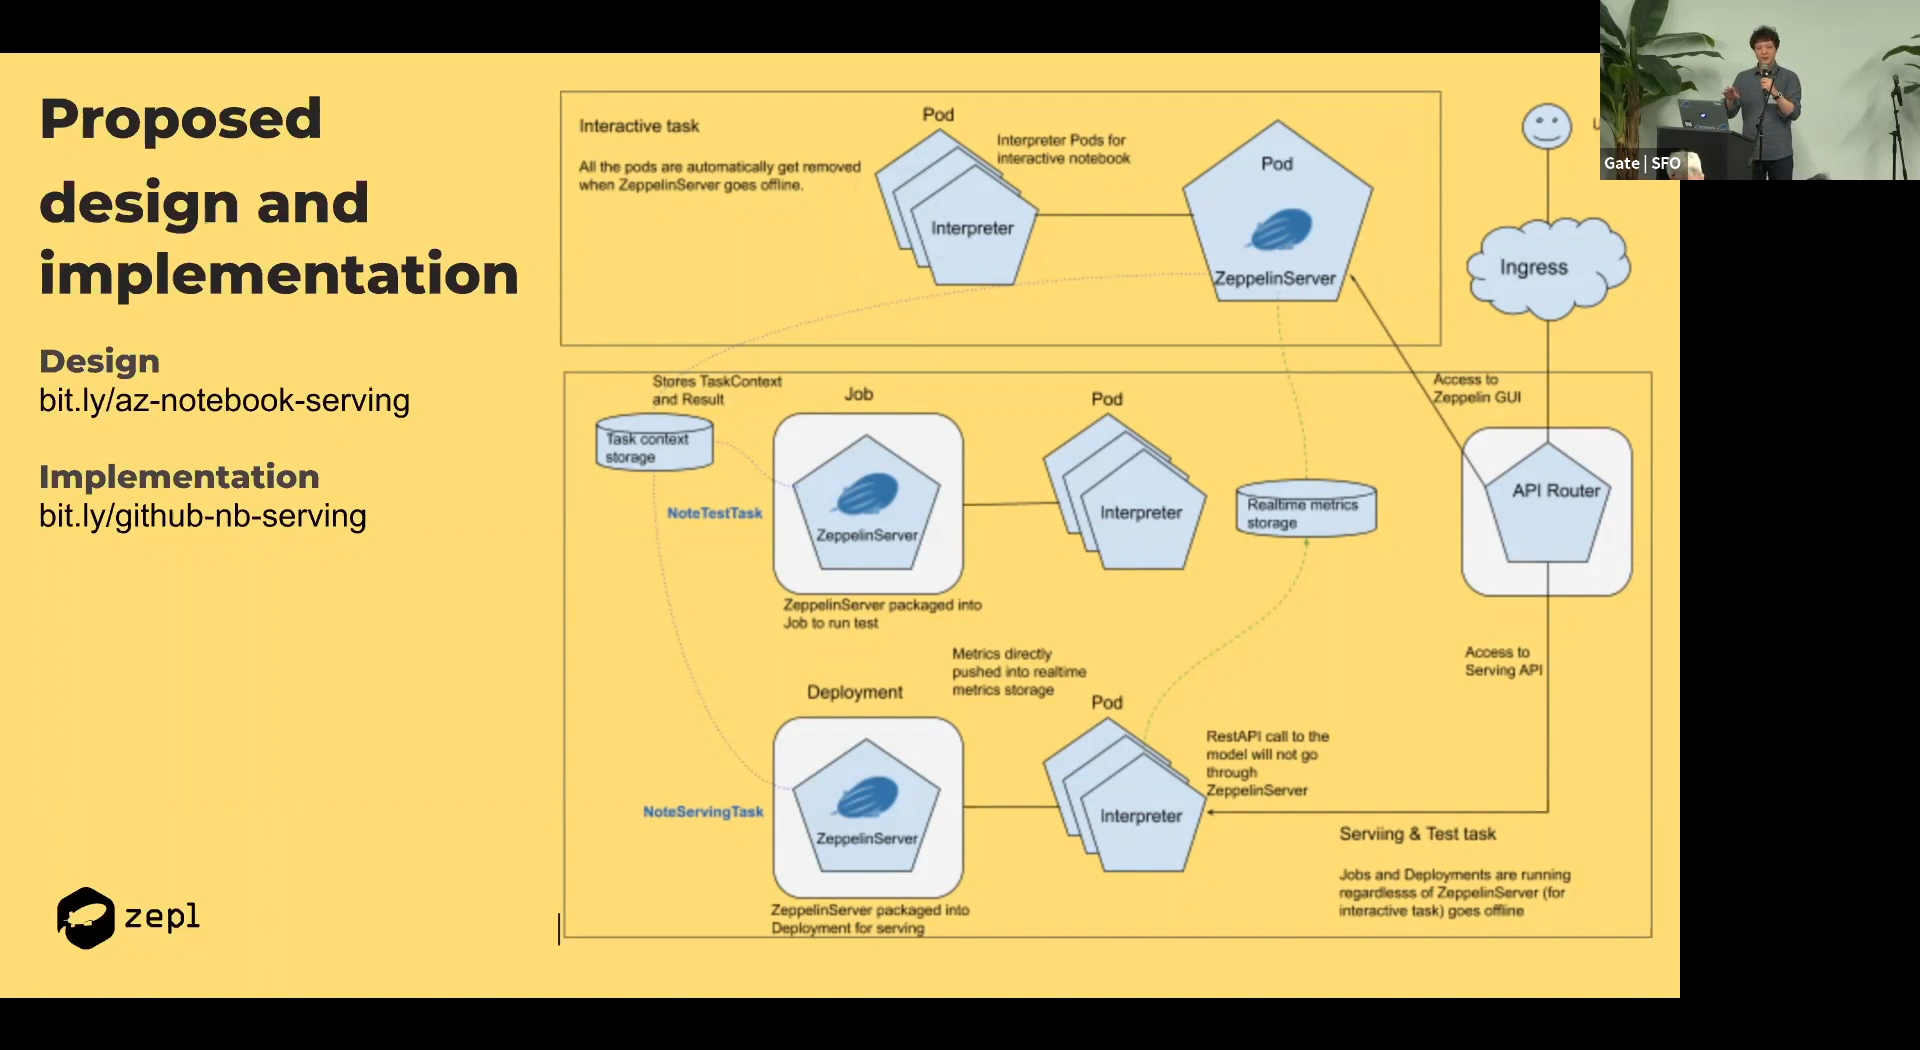 Proposed
design and
implementation
Design
bit.ly/az-notebook-serving
Implementation
bit.ly/github-nb-serving
zepl
Interactive task
All the pods are automatically get removed
when ZeppelinServer goes offline.
Pod
Interpreter Pods for
interactive notebook
Interpreter
Pod
ZeppelinServer
Ingress
Gate | SFO
Stores TaskContext
and Result
Task context
storage
Job
NoteTestTask
ZeppelinServer
ZeppelinServer packaged into
Job to run test
Pod
Interpreter
Realtime metrics
storage
Access to
Zeppelin GUI
API Router
Access to
Serving API
Metrics directly
pushed into realtime
metrics storage
Deployment
NoteServingTask
ZeppelinServer
ZeppelinServer packaged into
Deployment for serving
Pod
Interpreter
RestAPI call to the
model will not go
through
ZeppelinServer
Serviing & Test task
Jobs and Deployments are running
regardlesss of ZeppelinServer (for
interactive task) goes offline